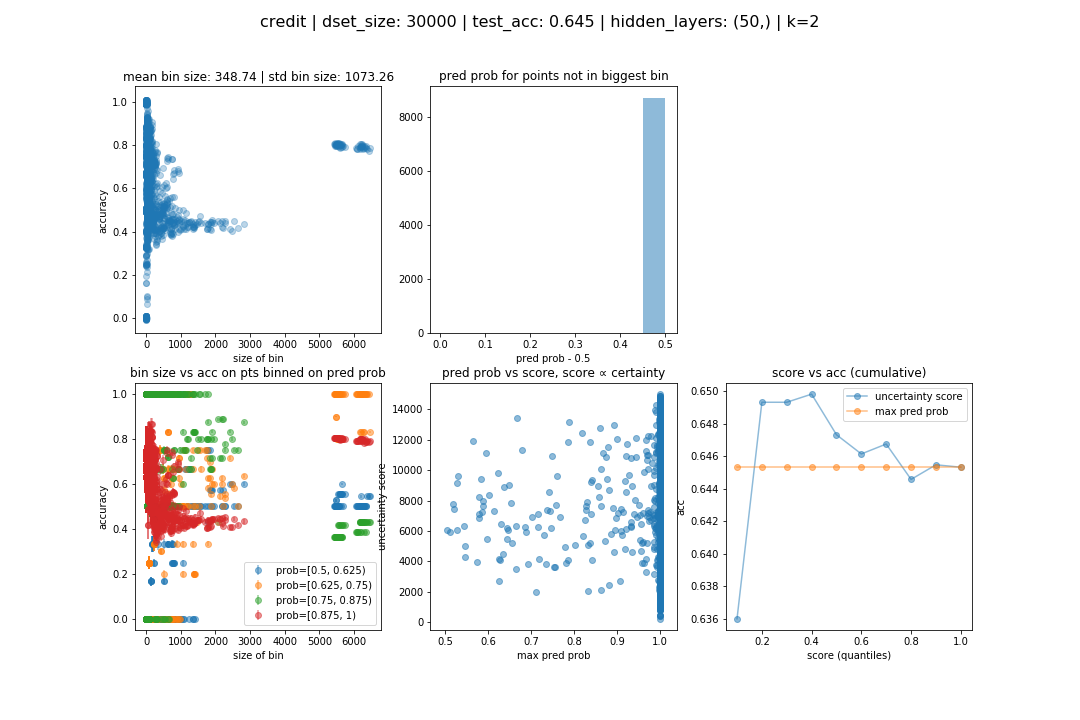 credit | dset_size: 30000 | test_acc: 0.645 | hidden_layers: (50,) | k=2
mean bin size: 348.74 | std bin size: 1073.26
accuracy
1.0
0.8
0.6
0.4
0.2
0.0
0 1000 2000 3000 4000 5000 6000
size of bin
pred prob for points not in biggest bin
8000
6000
4000
2000
0
0.0 0.1 0.2 0.3 0.4 0.5
pred prob - 0.5
bin size vs acc on pts binned on pred prob
accuracy
1.0
0.8
0.6
0.4
0.2
0.0
prob=[0.5, 0.625)
prob=[0.625, 0.75)
prob=[0.75, 0.875)
prob=[0.875, 1)
0 1000 2000 3000 4000 5000 6000
size of bin
pred prob vs score, score ∝ certainty
uncertainty score
14000
12000
10000
8000
6000
4000
2000
0
0.5 0.6 0.7 0.8 0.9 1.0
max pred prob
score vs acc (cumulative)
acc
0.650
0.648
0.646
0.644
0.642
0.640
0.638
0.636
uncertainty score
max pred prob
0.2 0.4 0.6 0.8 1.0
score (quantiles)